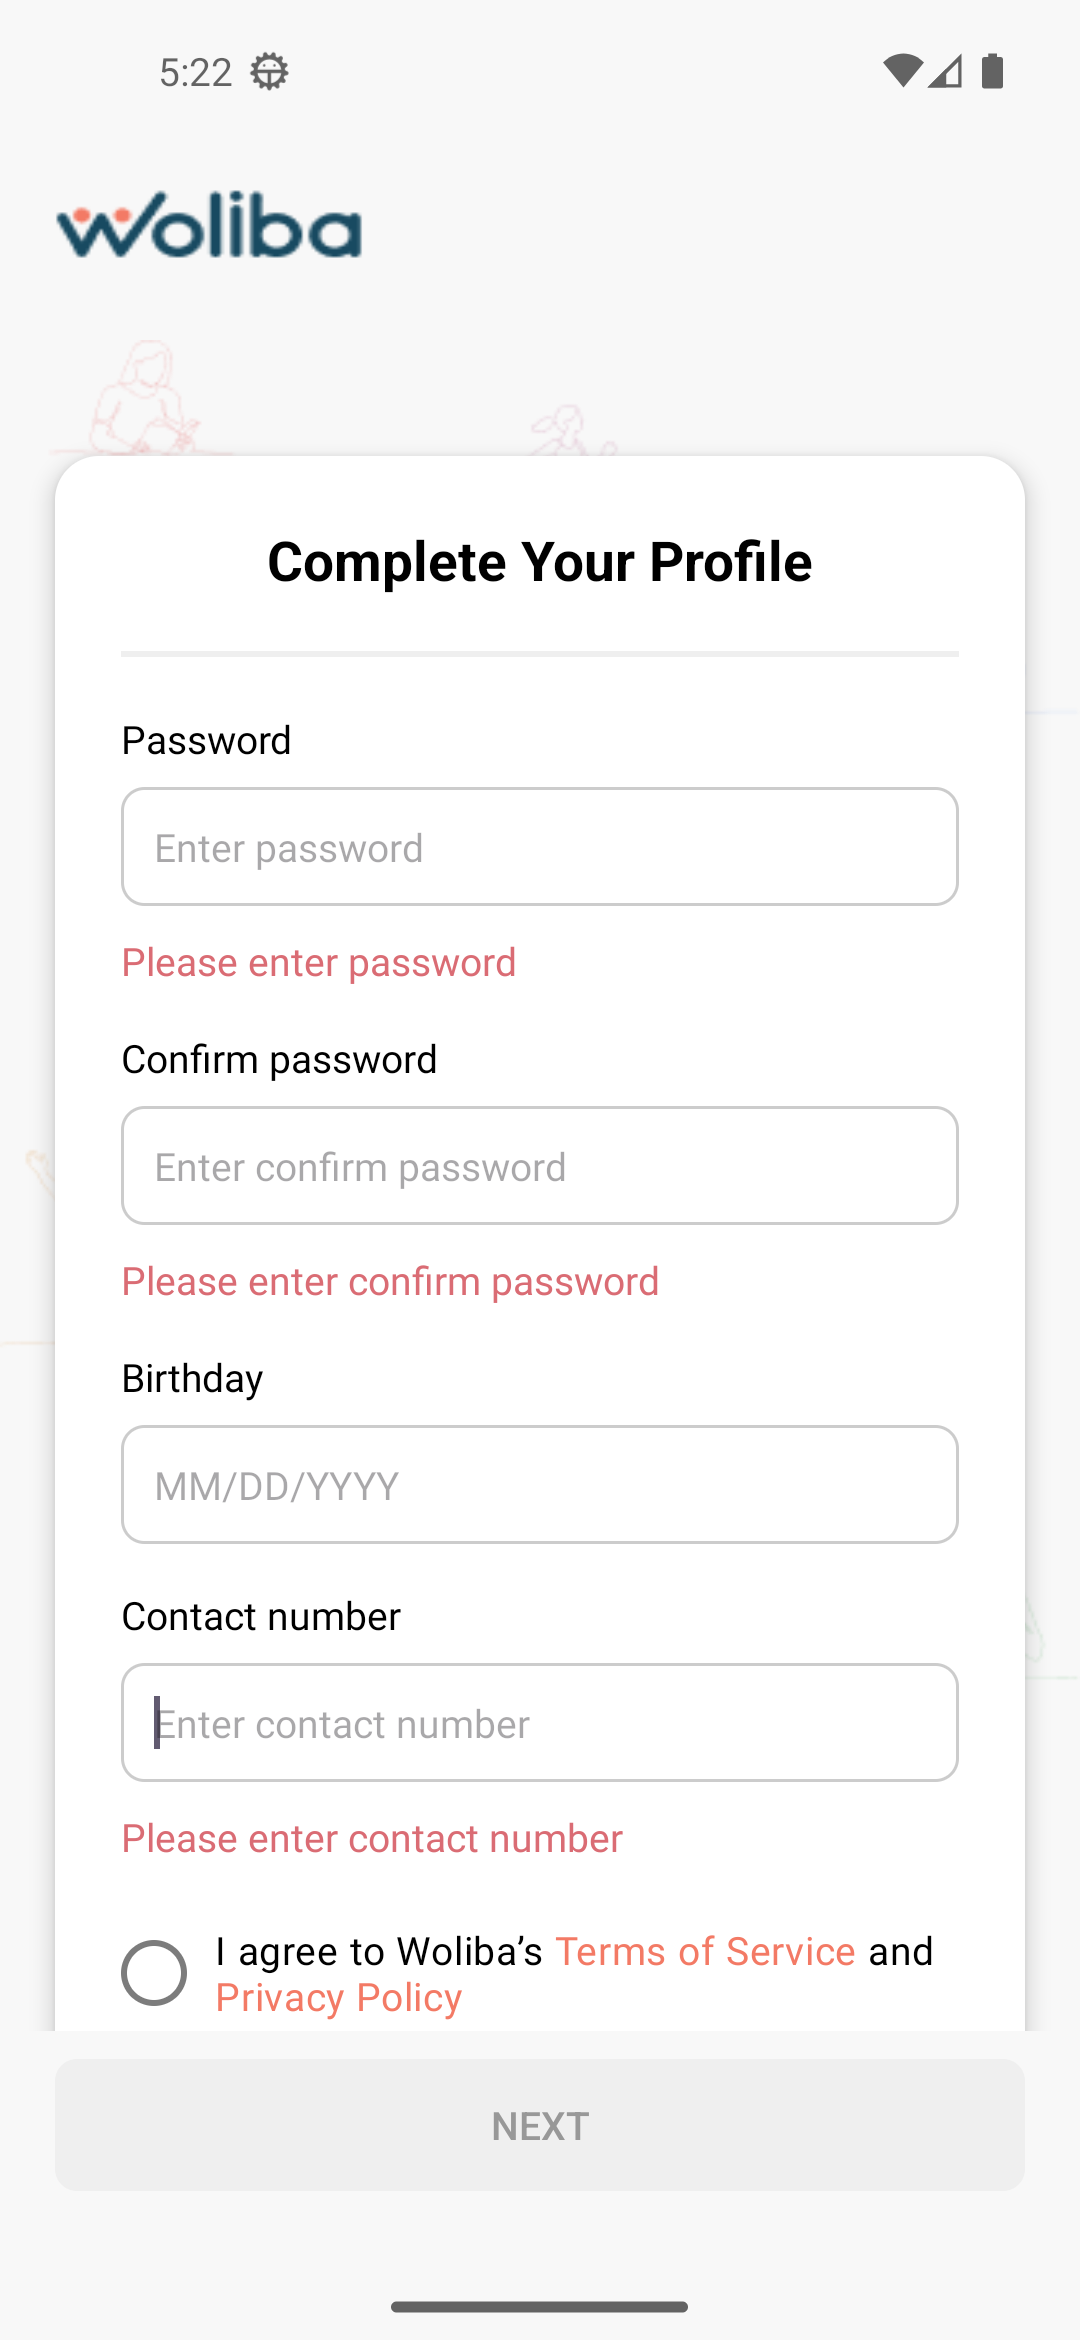 5:22
Woliba
Complete Your Profile
Password
Enter password
Please enter password
Confirm password
Enter confirm password
Please enter confirm password
Birthday
MM/DD/YYYY
Contact number
Enter contact number
Please enter contact number
I agree to Woliba’s Terms of Service and
Privacy Policy
NEXT